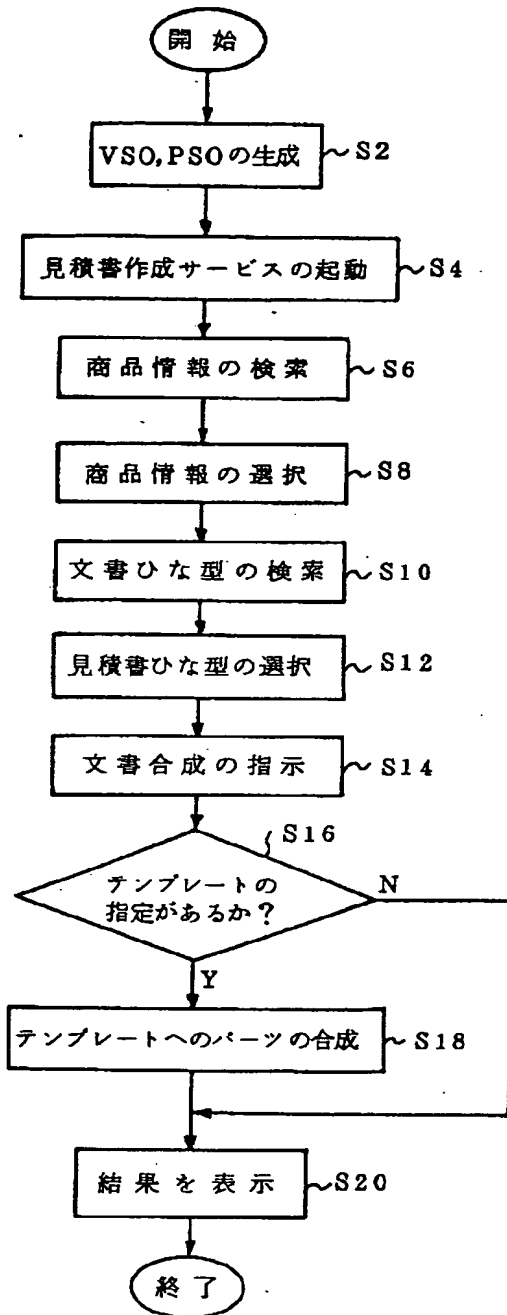 開始
VSO,PSOの生成 S2
見積書作成サービスの起動 S4
商品情報の検索 S6
商品情報の選択 S8
文書ひな型の検索 S10
見積書ひな型の選択 S12
文書合成の指示 S14
S16
テンプレートの
指定があるか?
N
Y
テンプレートへのパーツの合成 S18
結果を表示 S20
終了